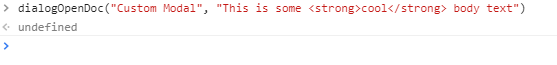 > dialogOpenDoc("Custom Modal", "This is some <strong>cool</strong> body text")
undefined
>